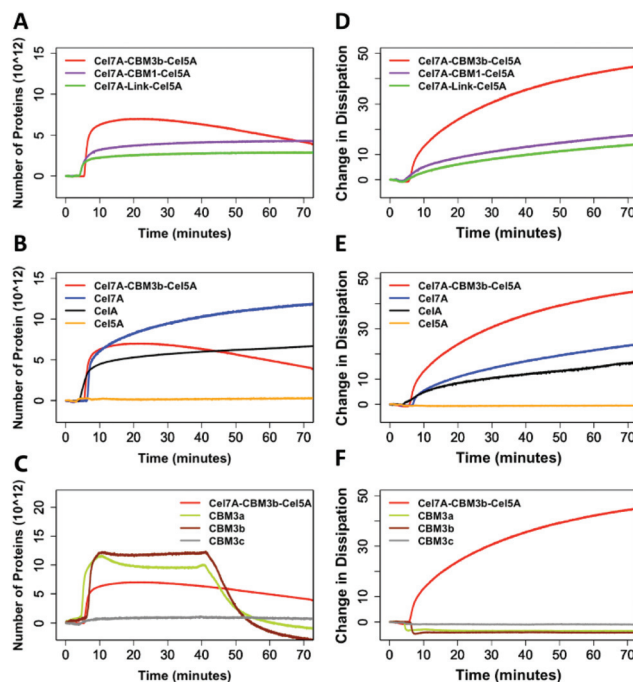 A
Number of Proteins (10^12)
15
10
5
0
Cel7A-CBM3b-Cel5A
Cel7A-CBM1-Cel5A
Cel7A-Link-Cel5A
0 10 20 30 40 50 60 70
Time (minutes)
D
Change in Dissipation
50
30
10
0
Cel7A-CBM3b-Cel5A
Cel7A-CBM1-Cel5A
Cel7A-Link-Cel5A
0 10 20 30 40 50 60 70
Time (minutes)
B
Number of Protein (10^12)
15
10
5
0
Cel7A-CBM3b-Cel5A
Cel7A
CelA
Cel5A
0 10 20 30 40 50 60 70
Time (minutes)
E
Change in Dissipation
50
30
10
0
Cel7A-CBM3b-Cel5A
Cel7A
CelA
Cel5A
0 10 20 30 40 50 60 70
Time (minutes)
C
Number of Proteins (10^12)
20
15
10
5
0
Cel7A-CBM3b-Cel5A
CBM3a
CBM3b
CBM3c
0 10 20 30 40 50 60 70
Time (minutes)
F
Change in Dissipation
50
30
10
0
Cel7A-CBM3b-Cel5A
CBM3a
CBM3b
CBM3c
0 10 20 30 40 50 60 70
Time (minutes)